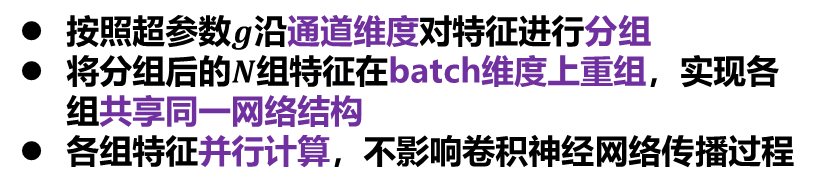 ● 按照超参数g沿通道维度对特征进行分组
● 将分组后的N组特征在batch维度上重组，实现各
组共享同一网络结构
● 各组特征并行计算，不影响卷积神经网络传播过程